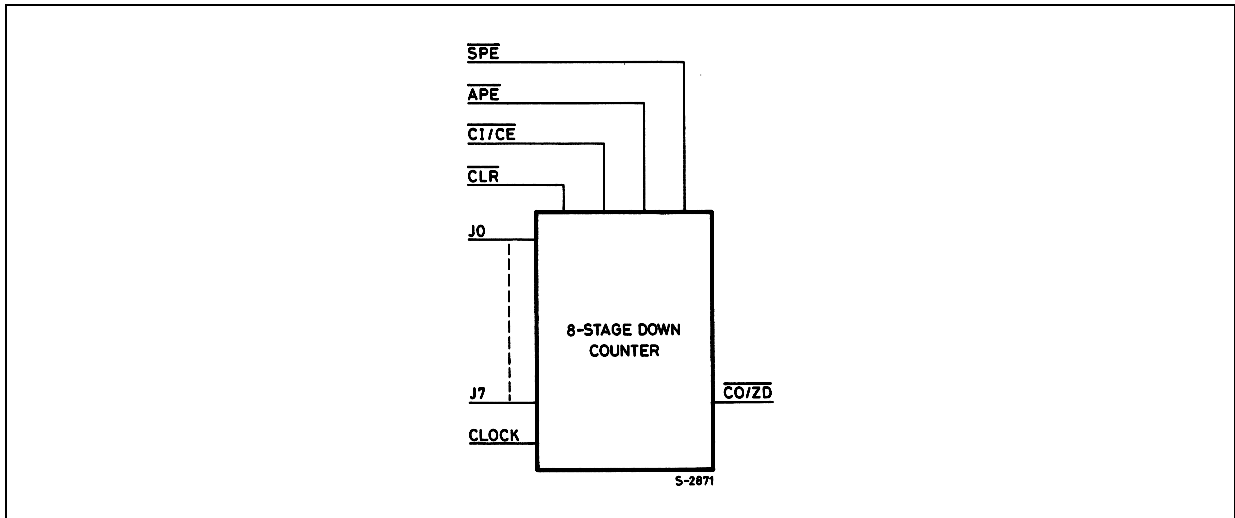 SPE
APE
CI/CE
CLR
J0
8-STAGE DOWN
COUNTER
J7
CO/ZD
CLOCK
S-2871